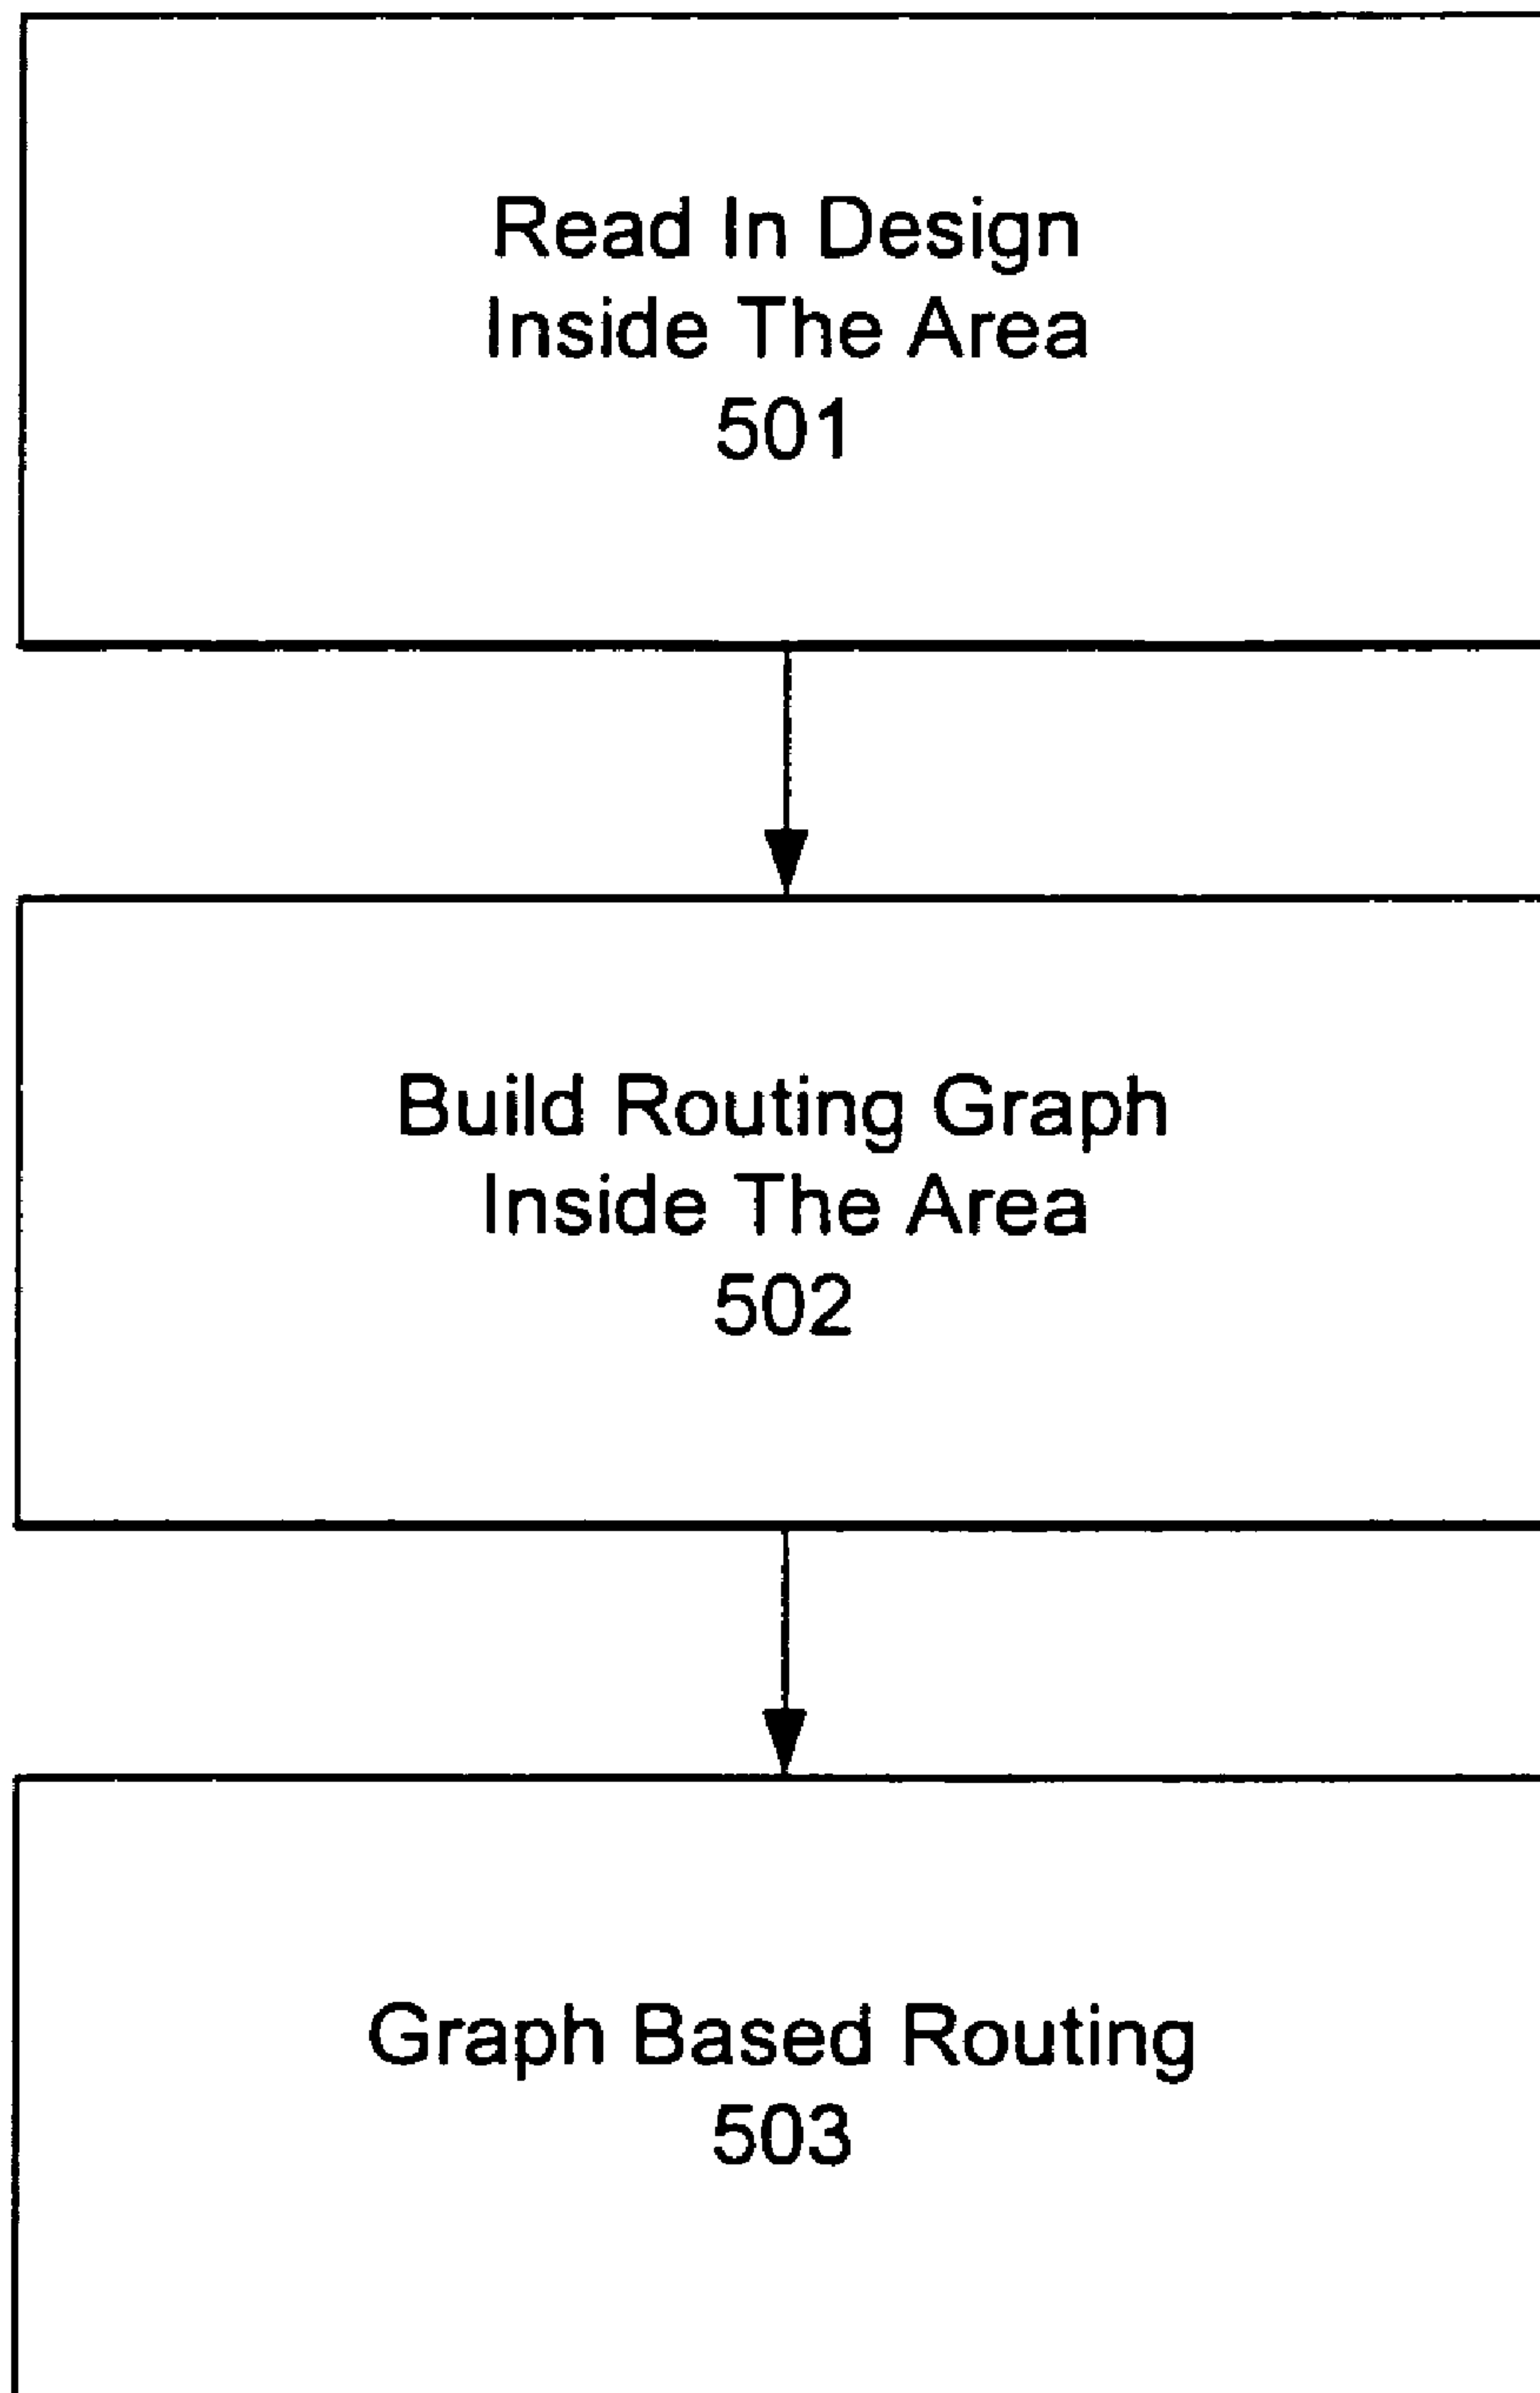 Read In Design
Inside The Area
501
Build Routing Graph
Inside The Area
502
Graph Based Routing
503